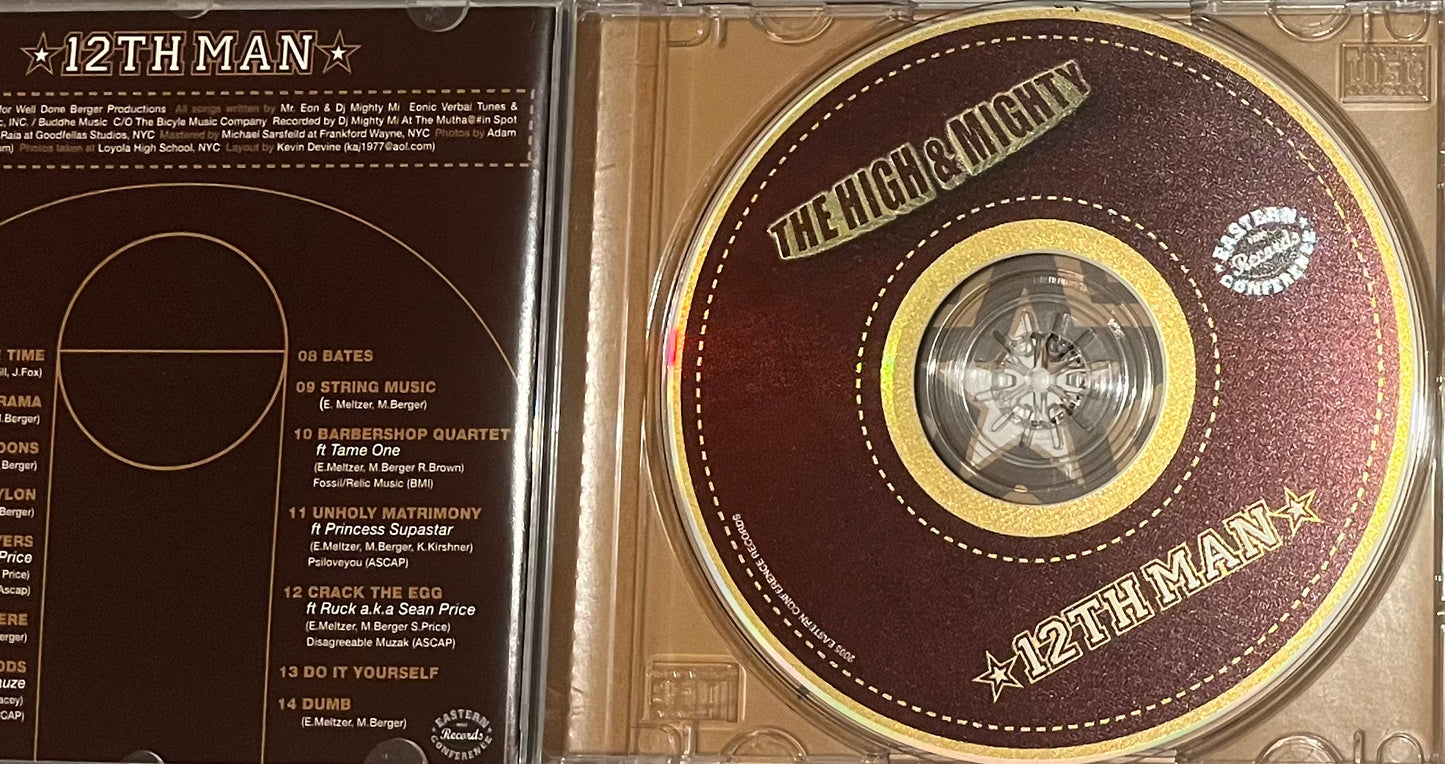 12TH MAN
for Well Done Berger Productions All songs written by Mr. Eon & Dj Mighty Mi Eonic Verbal Tunes &
INC. / Buddhe Music C/O The Bicyle Music Company Recorded by Dj Mighty Mi At The Mutha@#in Spot
Raia at Goodfellas Studios, NYC Mastered by Michael Sarsfeild at Frankford Wayne, NYC Photos by Adam
Photos taken at Loyola High School, NYC Layout by Kevin Devine (kaj1977@aol.com)
TIME
J.Fox)
RAMA
M.Berger)
OONS
Berger)
YLON
Berger)
YERS
Price
Price)
Ascap)
ERE
erger)
ODS
auze
acey)
CAP)
08 BATES
09 STRING MUSIC
(E. Meltzer, M.Berger)
10 BARBERSHOP QUARTET
ft Tame One
(E.Meltzer, M.Berger R.Brown)
Fossil/Relic Music (BMI)
11 UNHOLY MATRIMONY
ft Princess Supastar
(E.Meltzer, M.Berger, K.Kirshner)
Psiloveyou (ASCAP)
12 CRACK THE EGG
ft Ruck a.k.a Sean Price
(E.Meltzer, M.Berger S.Price)
Disagreeable Muzak (ASCAP)
13 DO IT YOURSELF
14 DUMB
(E.Meltzer, M.Berger)
EASTERN
Records
CONFERENCE
THE HIGH & MIGHTY
EASTERN
Records
CONFERENCE
2005 EASTERN CONFERENCE RECORDS
12TH MAN
DISC